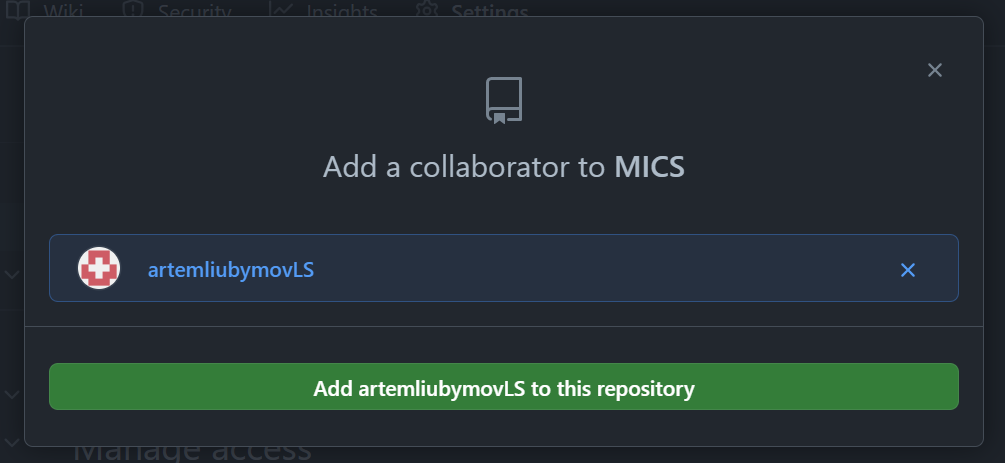 Wiki Security Insights Settings
Add a collaborator to MICS
artemliubymovLS
Add artemliubymovLS to this repository
Manage access